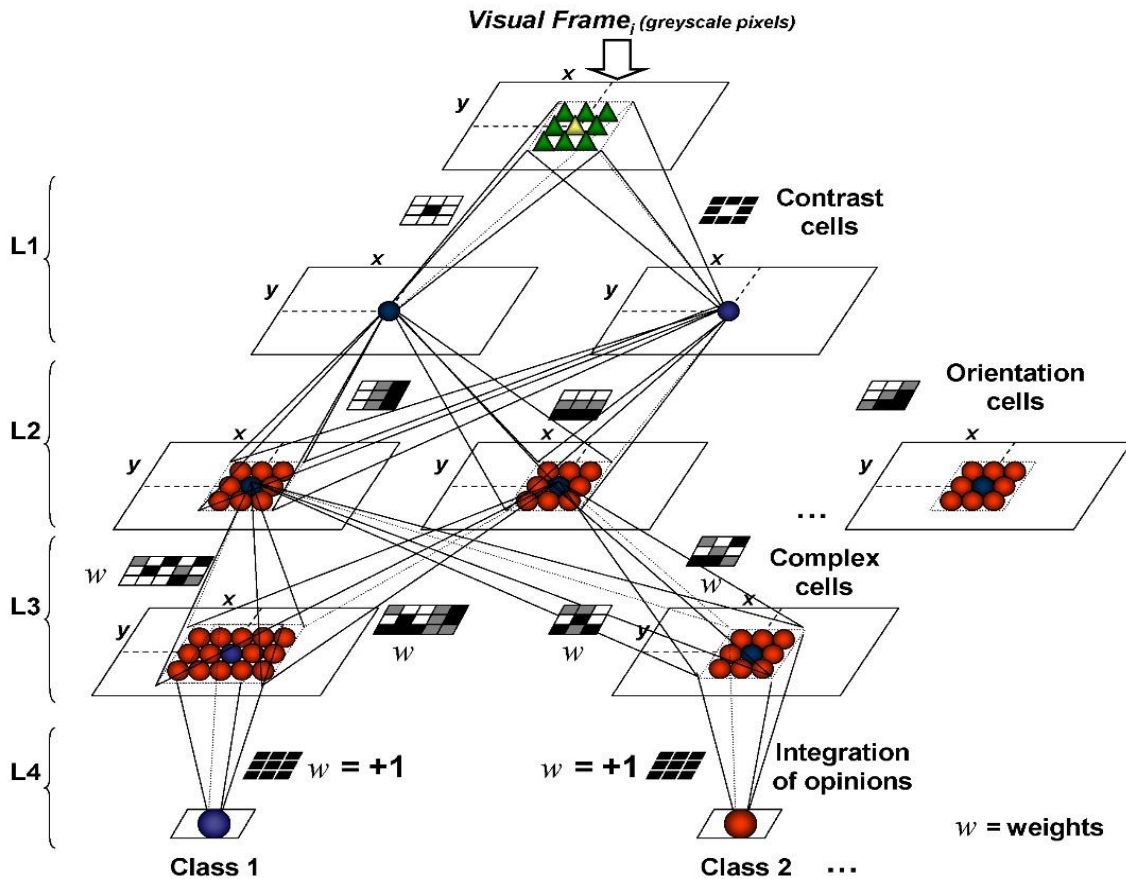 Visual Frame i (greyscale pixels)
x
y
L1
Contrast
cells
x
y
x
y
L2
Orientation
cells
x
y
x
y
x
...
L3
w
Complex
cells
w
x
y
w
w
x
y
L4
w = +1
w = +1
Integration
of opinions
w = weights
Class 1
Class 2 ...